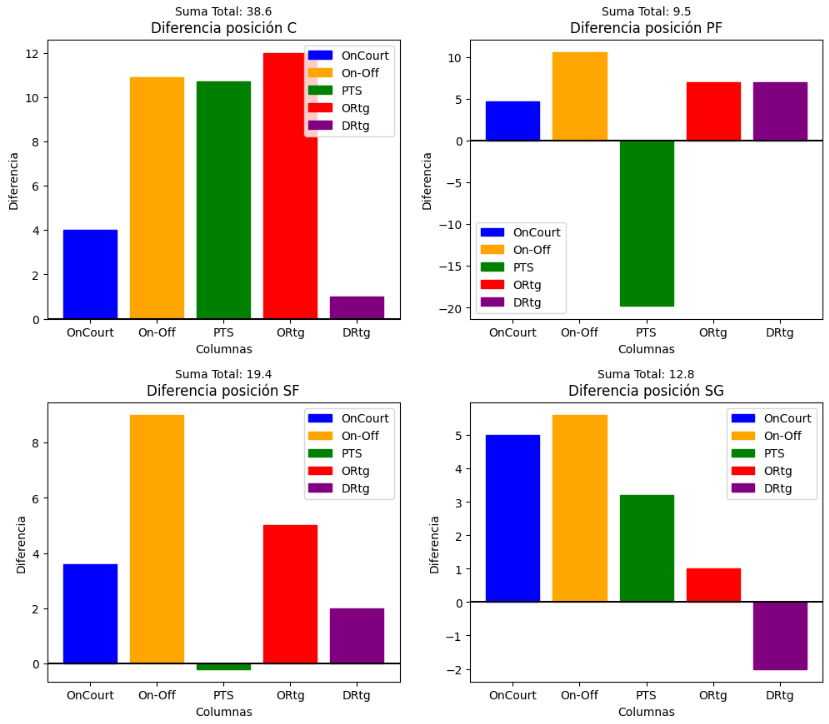 Suma Total: 38.6
Diferencia posición C
12
10
8
6
4
2
0
Diferencia
OnCourt
On-Off
PTS
ORtg
DRtg
OnCourt
On-Off
PTS
ORtg
DRtg
Columnas
Suma Total: 9.5
Diferencia posición PF
10
5
0
−5
−10
−15
−20
Diferencia
OnCourt
On-Off
PTS
ORtg
DRtg
OnCourt
On-Off
PTS
ORtg
DRtg
Columnas
Suma Total: 19.4
Diferencia posición SF
8
6
4
2
0
Diferencia
OnCourt
On-Off
PTS
ORtg
DRtg
OnCourt
On-Off
PTS
ORtg
DRtg
Columnas
Suma Total: 12.8
Diferencia posición SG
5
4
3
2
1
0
−1
−2
Diferencia
OnCourt
On-Off
PTS
ORtg
DRtg
OnCourt
On-Off
PTS
ORtg
DRtg
Columnas